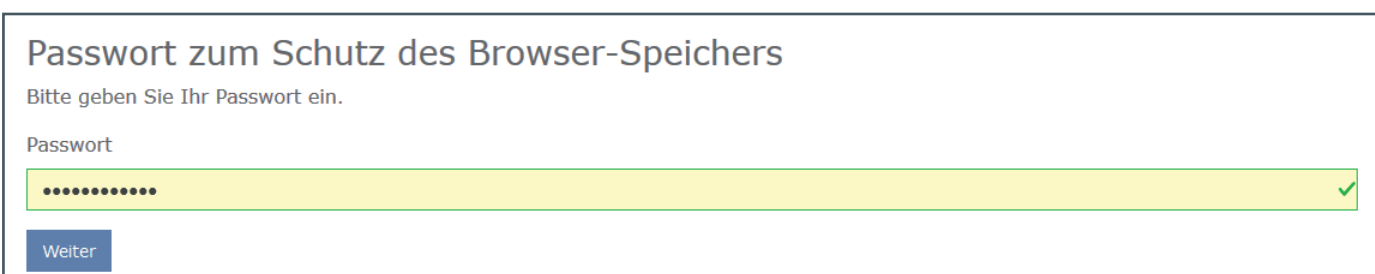 Passwort zum Schutz des Browser-Speichers
Bitte geben Sie Ihr Passwort ein.
Passwort
••••••••••••
Weiter